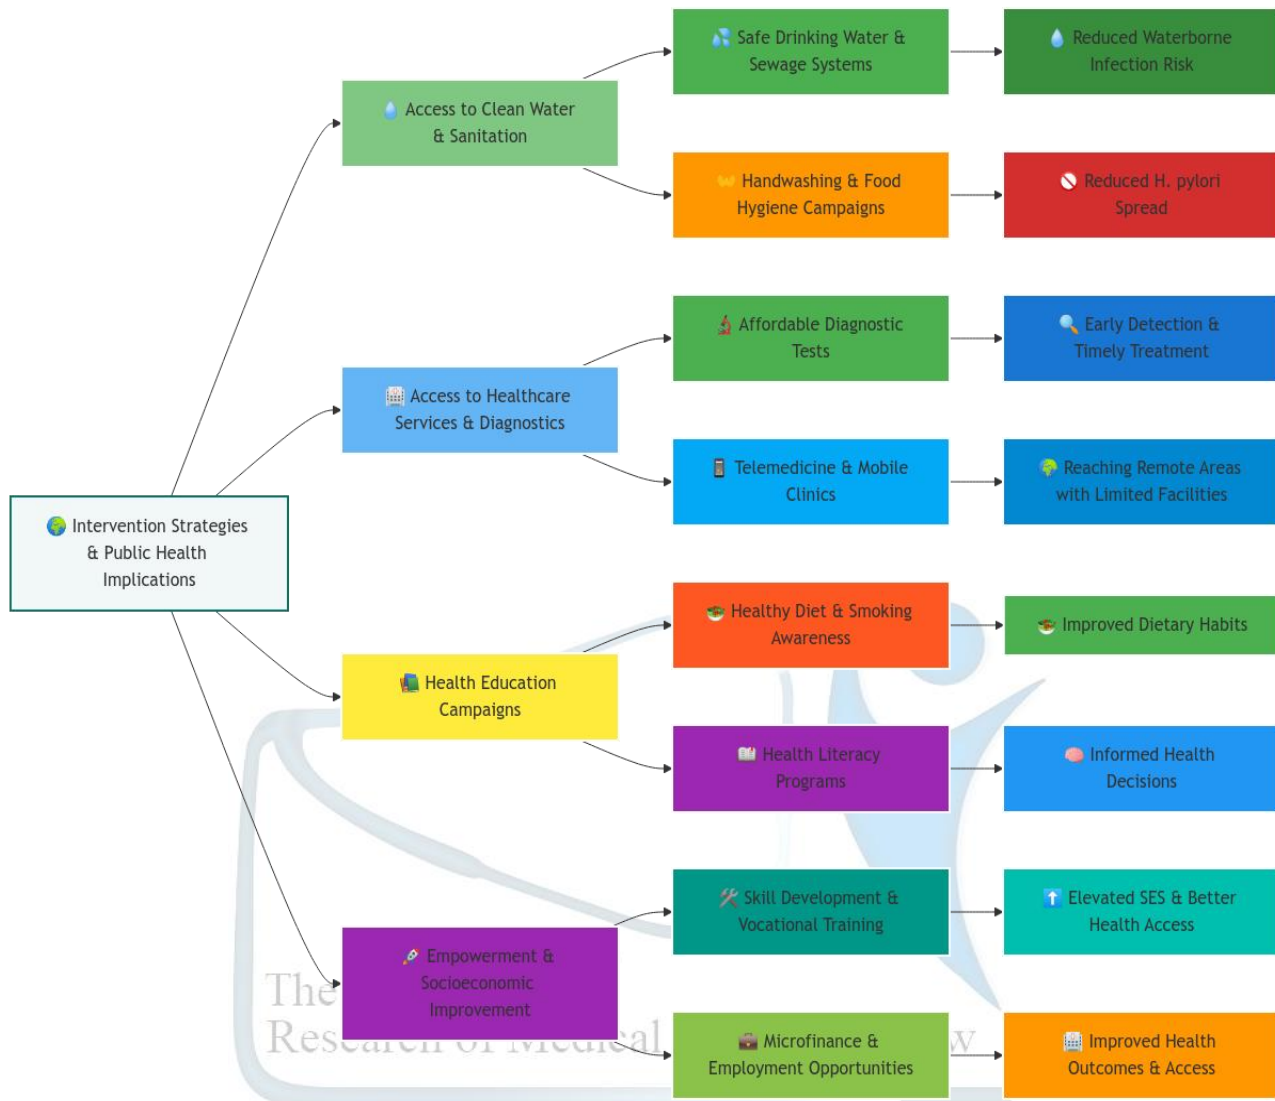 Safe Drinking Water &
Sewage Systems
Reduced Waterborne
Infection Risk
Access to Clean Water
& Sanitation
Handwashing & Food
Hygiene Campaigns
Reduced H. pylori
Spread
Affordable Diagnostic
Tests
Early Detection &
Timely Treatment
Access to Healthcare
Services & Diagnostics
Telemedicine & Mobile
Clinics
Reaching Remote Areas
with Limited Facilities
Intervention Strategies
& Public Health
Implications
Healthy Diet & Smoking
Awareness
Improved Dietary Habits
Health Education
Campaigns
Health Literacy
Programs
Informed Health
Decisions
Skill Development &
Vocational Training
Elevated SES & Better
Health Access
Empowerment &
Socioeconomic
Improvement
Microfinance &
Employment Opportunities
Improved Health
Outcomes & Access
The
Research of Medical